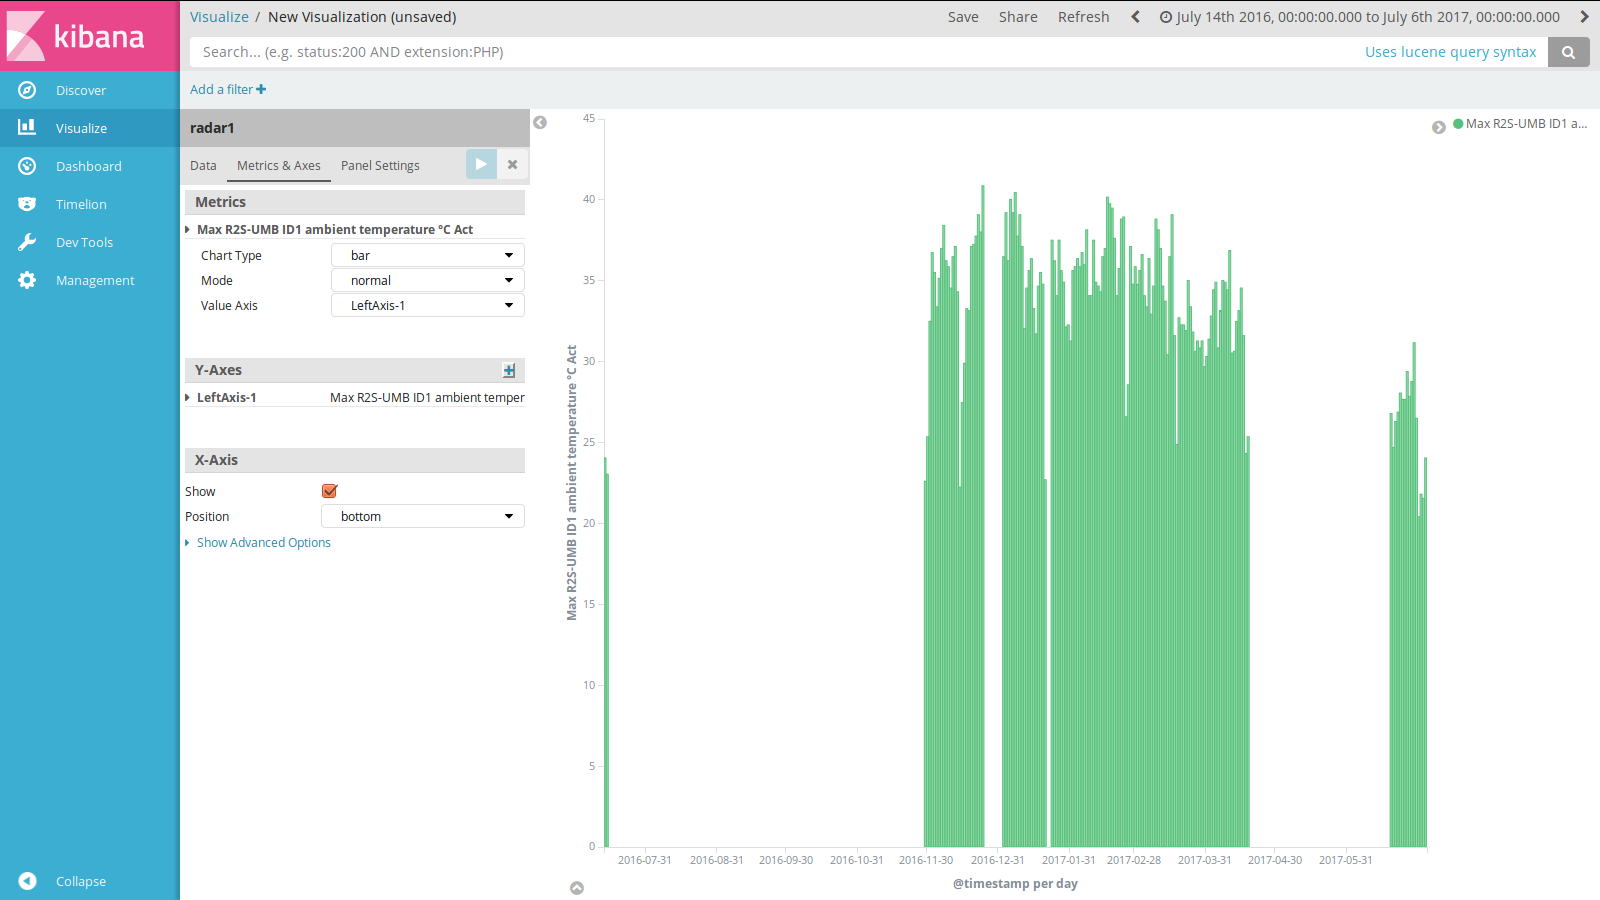 kibana
Visualize / New Visualization (unsaved)
Save Share Refresh July 14th 2016, 00:00:00.000 to July 6th 2017, 00:00:00.000
Search... (e.g. status:200 AND extension:PHP) Uses lucene query syntax
Add a filter
Discover
Visualize
Dashboard
Timelion
Dev Tools
Management
Collapse
radar1
Data Metrics & Axes Panel Settings
Metrics
Max R2S-UMB ID1 ambient temperature °C Act
Chart Type bar
Mode normal
Value Axis LeftAxis-1
Y-Axes
LeftAxis-1 Max R2S-UMB ID1 ambient temper
X-Axis
Show
Position bottom
Show Advanced Options
Max R2S-UMB ID1 ambient temperature °C Act
45
40
35
30
25
20
15
10
5
0
2016-07-31 2016-08-31 2016-09-30 2016-10-31 2016-11-30 2016-12-31 2017-01-31 2017-02-28 2017-03-31 2017-04-30 2017-05-31
@timestamp per day
Max R2S-UMB ID1 a...